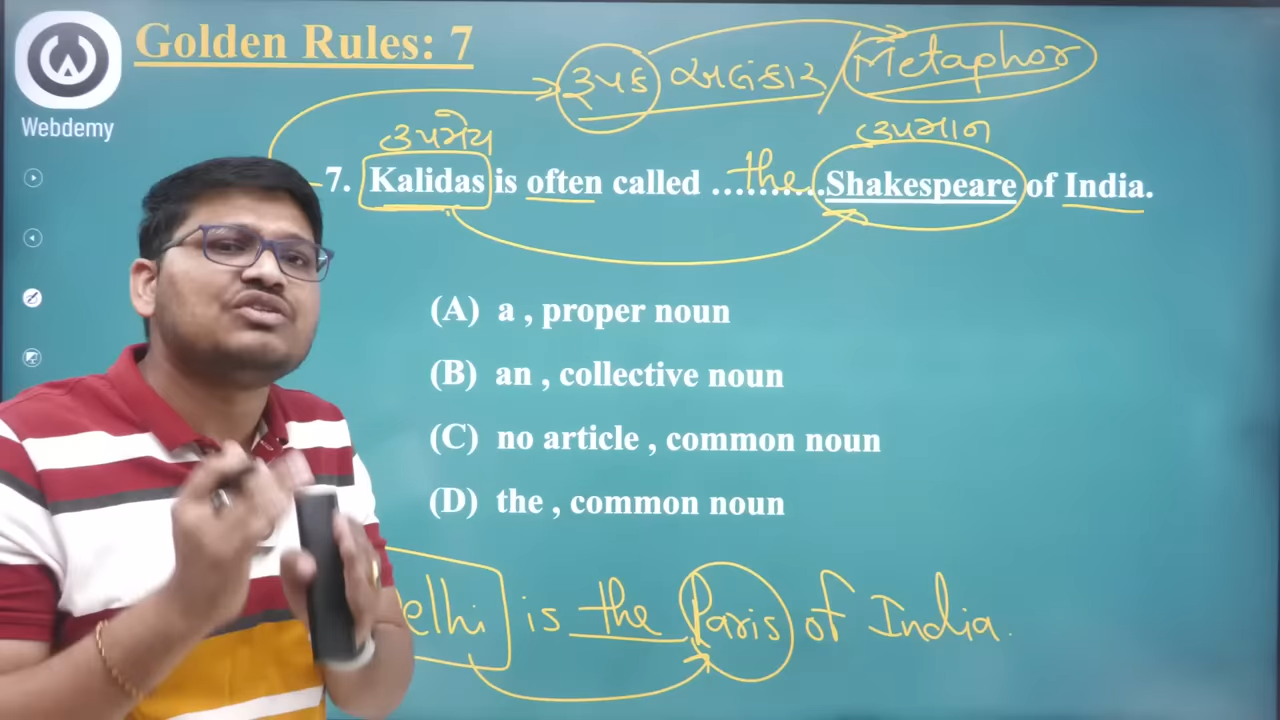 Golden Rules: 7
રૂપક અલંકાર / Metaphor
Webdemy
ઉપમેય ઉપમાન
7. Kalidas is often called ...the... Shakespeare of India.
(A) a , proper noun
(B) an , collective noun
(C) no article , common noun
(D) the , common noun
elhi is the Paris of India.